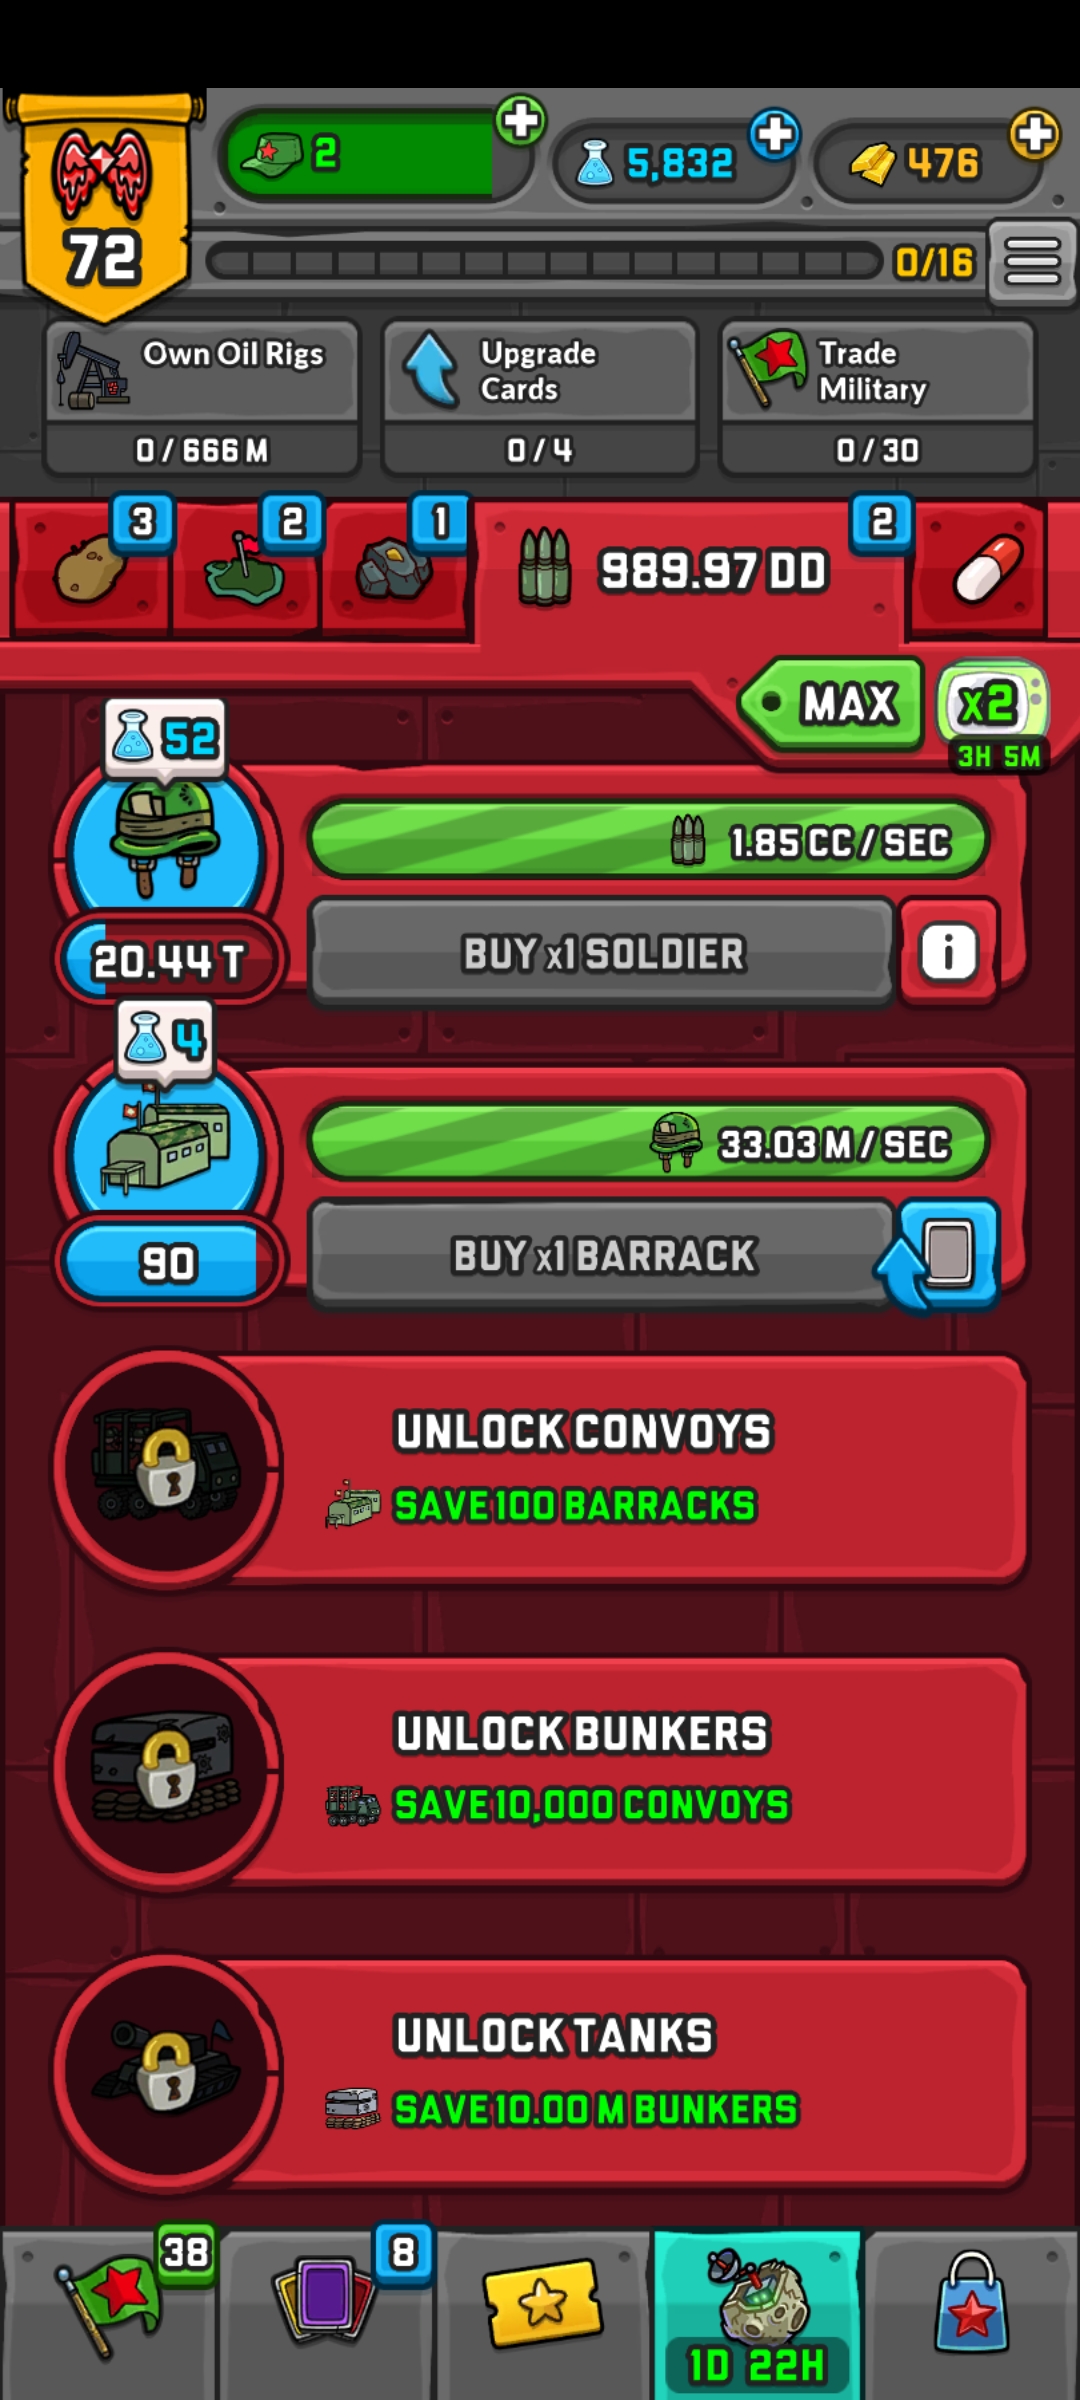 2
5,832
476
72
0/16
Own Oil Rigs
0 / 666 M
Upgrade
Cards
0 / 4
Trade
Military
0 / 30
3
2
1
989.97 DD
2
MAX
x2
3H 5M
52
1.85 CC / SEC
20.44 T
BUY x1 SOLDIER
i
4
33.03 M / SEC
90
BUY x1 BARRACK
UNLOCK CONVOYS
SAVE 100 BARRACKS
UNLOCK BUNKERS
SAVE 10,000 CONVOYS
UNLOCK TANKS
SAVE 10.00 M BUNKERS
38
8
1D 22H